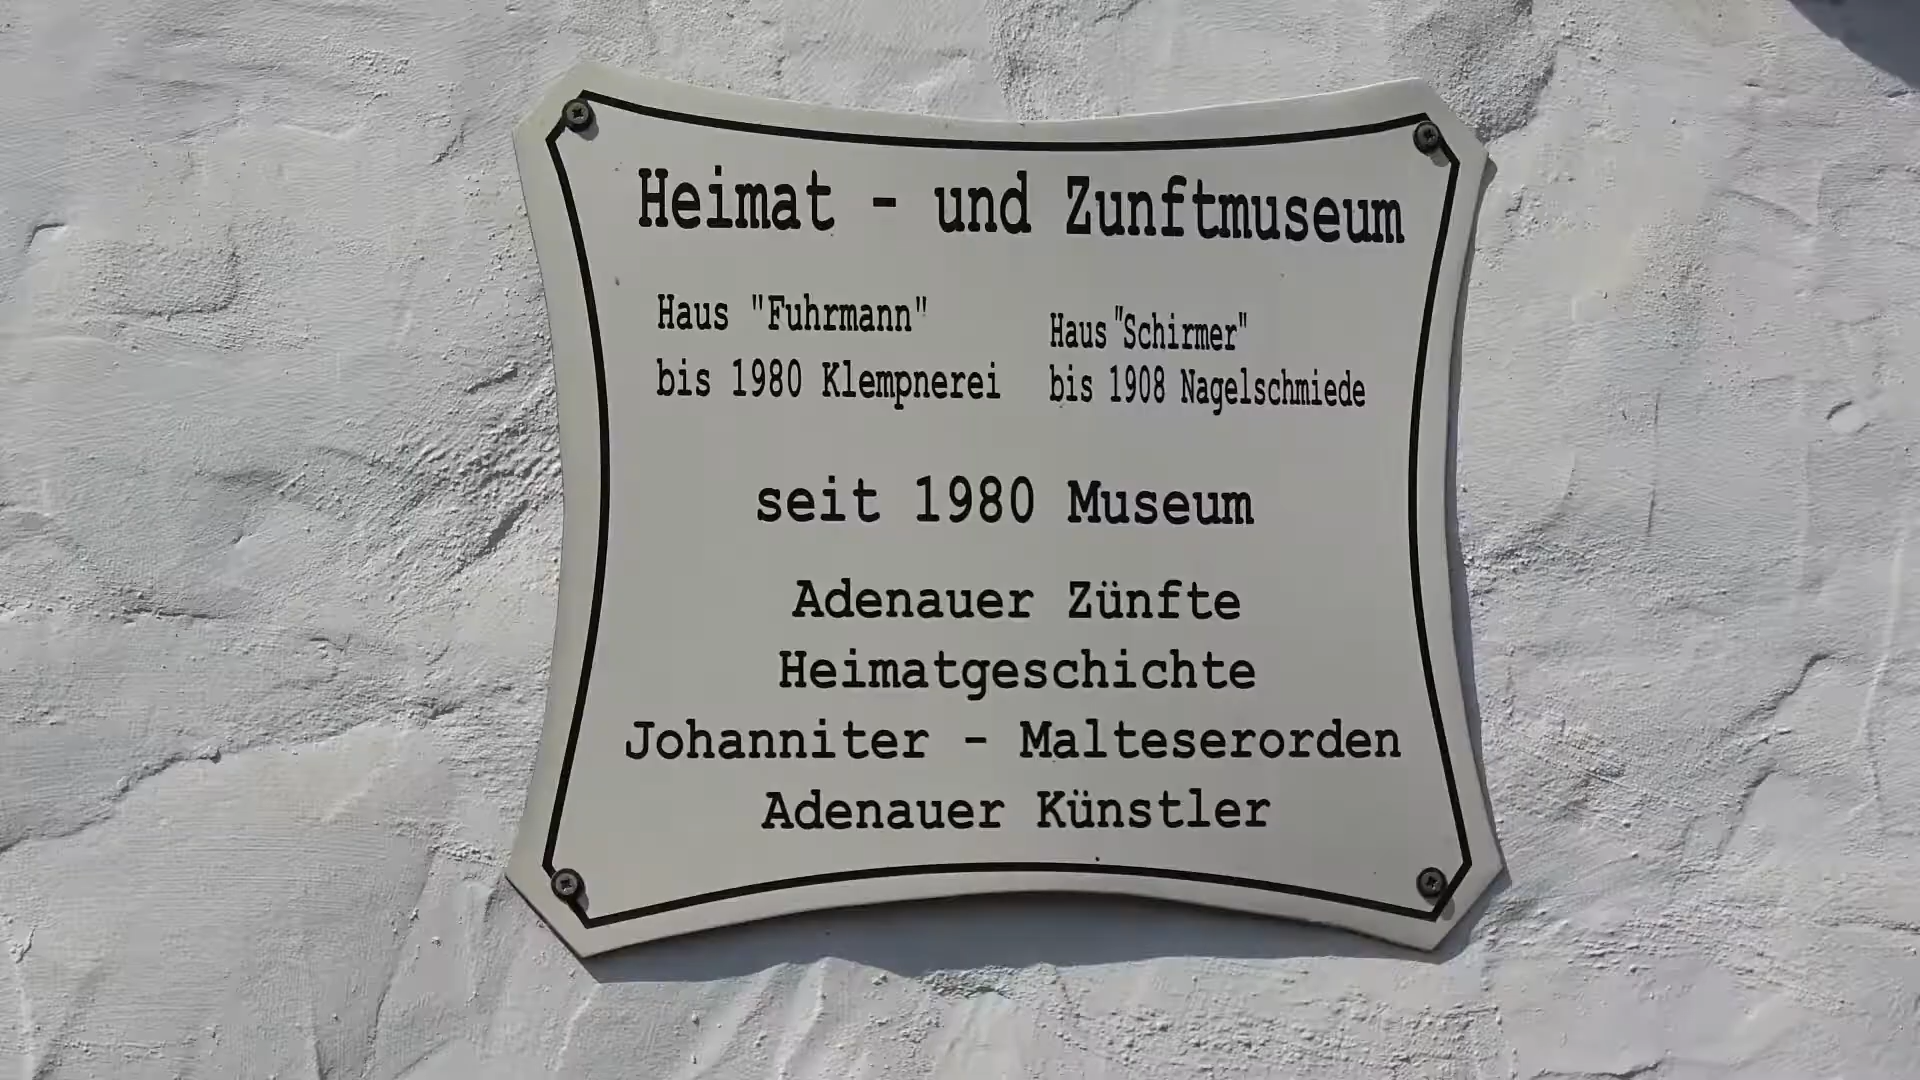 Heimat - und Zunftmuseum
Haus "Fuhrmann"
bis 1980 Klempnerei
Haus "Schirmer"
bis 1908 Nagelschmiede
seit 1980 Museum
Adenauer Zünfte
Heimatgeschichte
Johanniter - Malteserorden
Adenauer Künstler